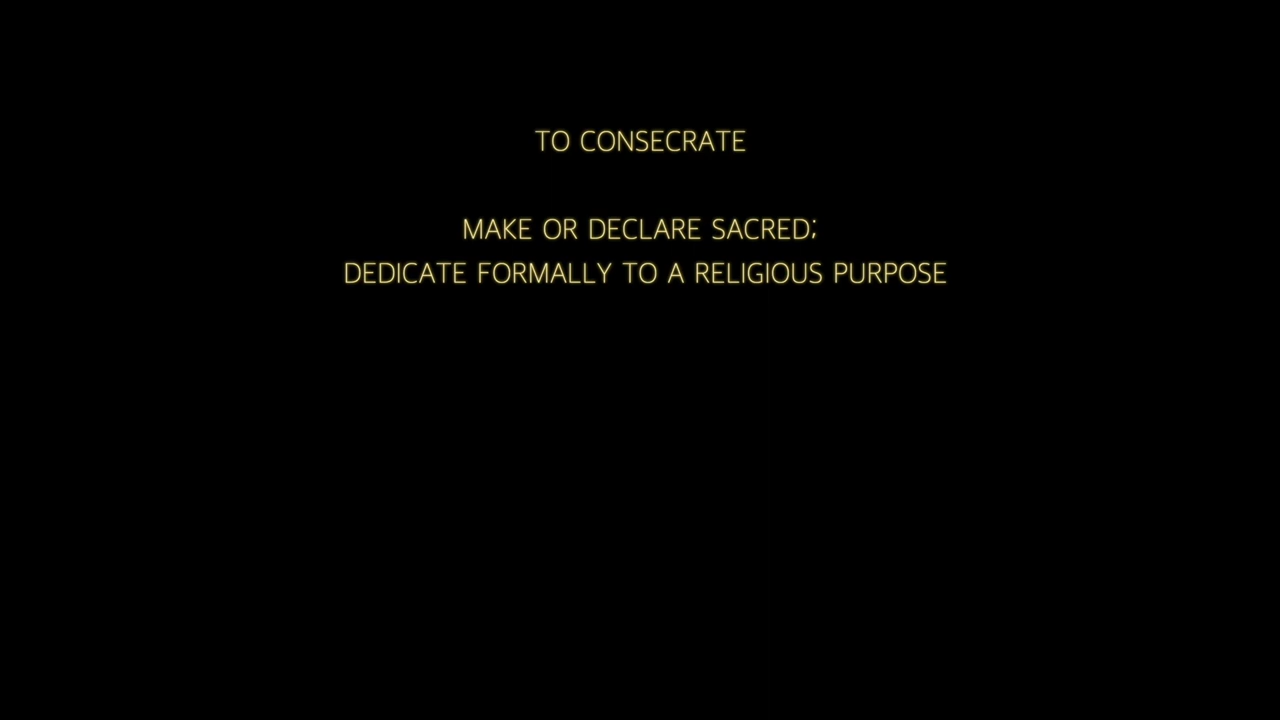 TO CONSECRATE
MAKE OR DECLARE SACRED;
DEDICATE FORMALLY TO A RELIGIOUS PURPOSE